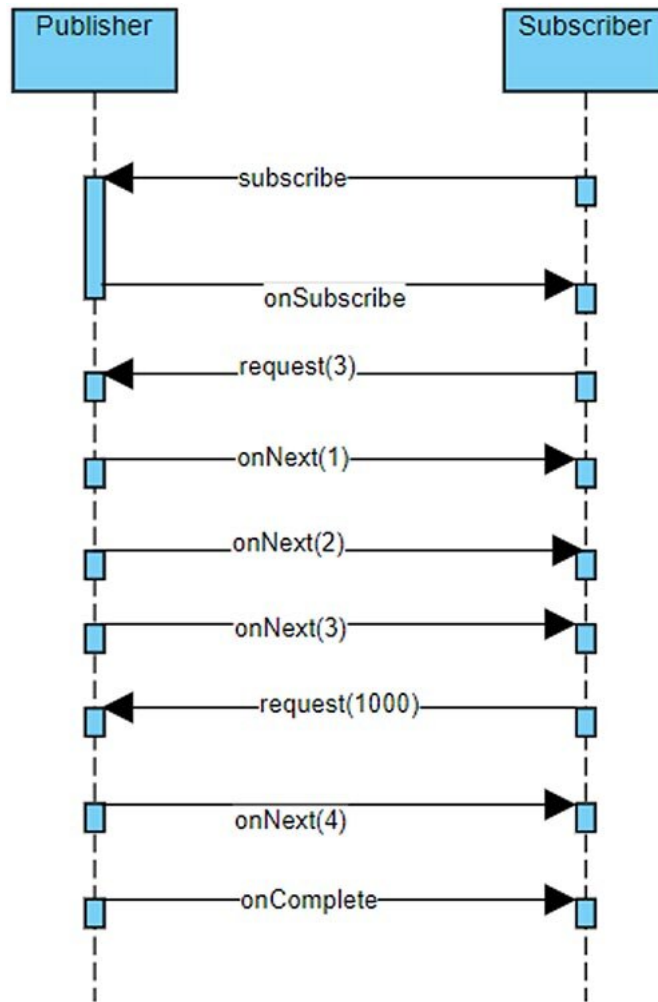 Publisher
Subscriber
subscribe
onSubscribe
request(3)
onNext(1)
onNext(2)
onNext(3)
request(1000)
onNext(4)
onComplete